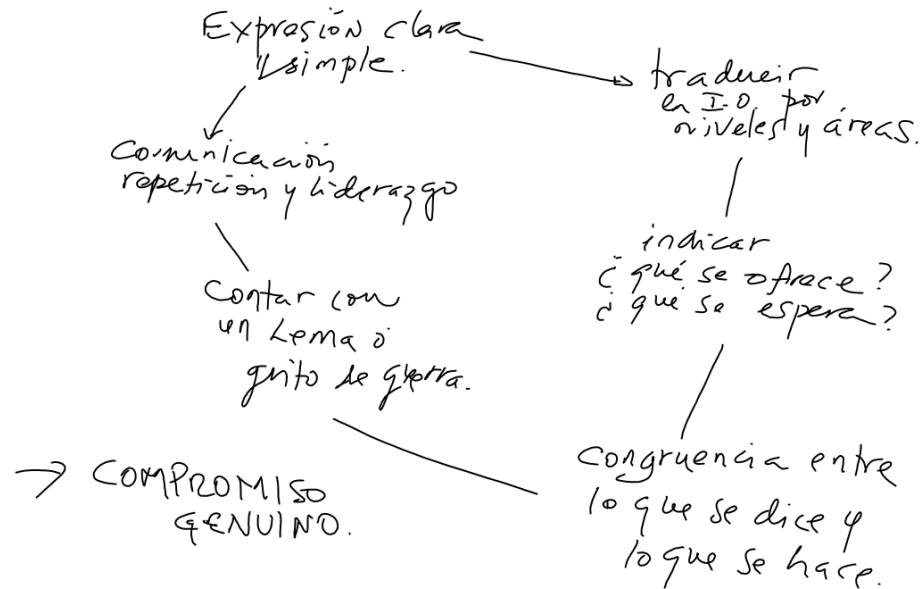 Expresión clara
y simple.
traducir
en I-O. por
niveles y áreas.
Comunicación
repetición y liderazgo
indicar
¿qué se ofrece?
¿qué se espera?
Contar con
un Lema o
grito de guerra.
Congruencia entre
lo que se dice y
lo que se hace.
→ COMPROMISO
GENUINO.